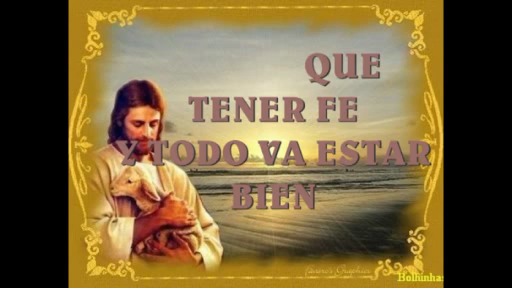 QUE
TENER FE
Y TODO VA ESTAR
BIEN
Bolhinhas